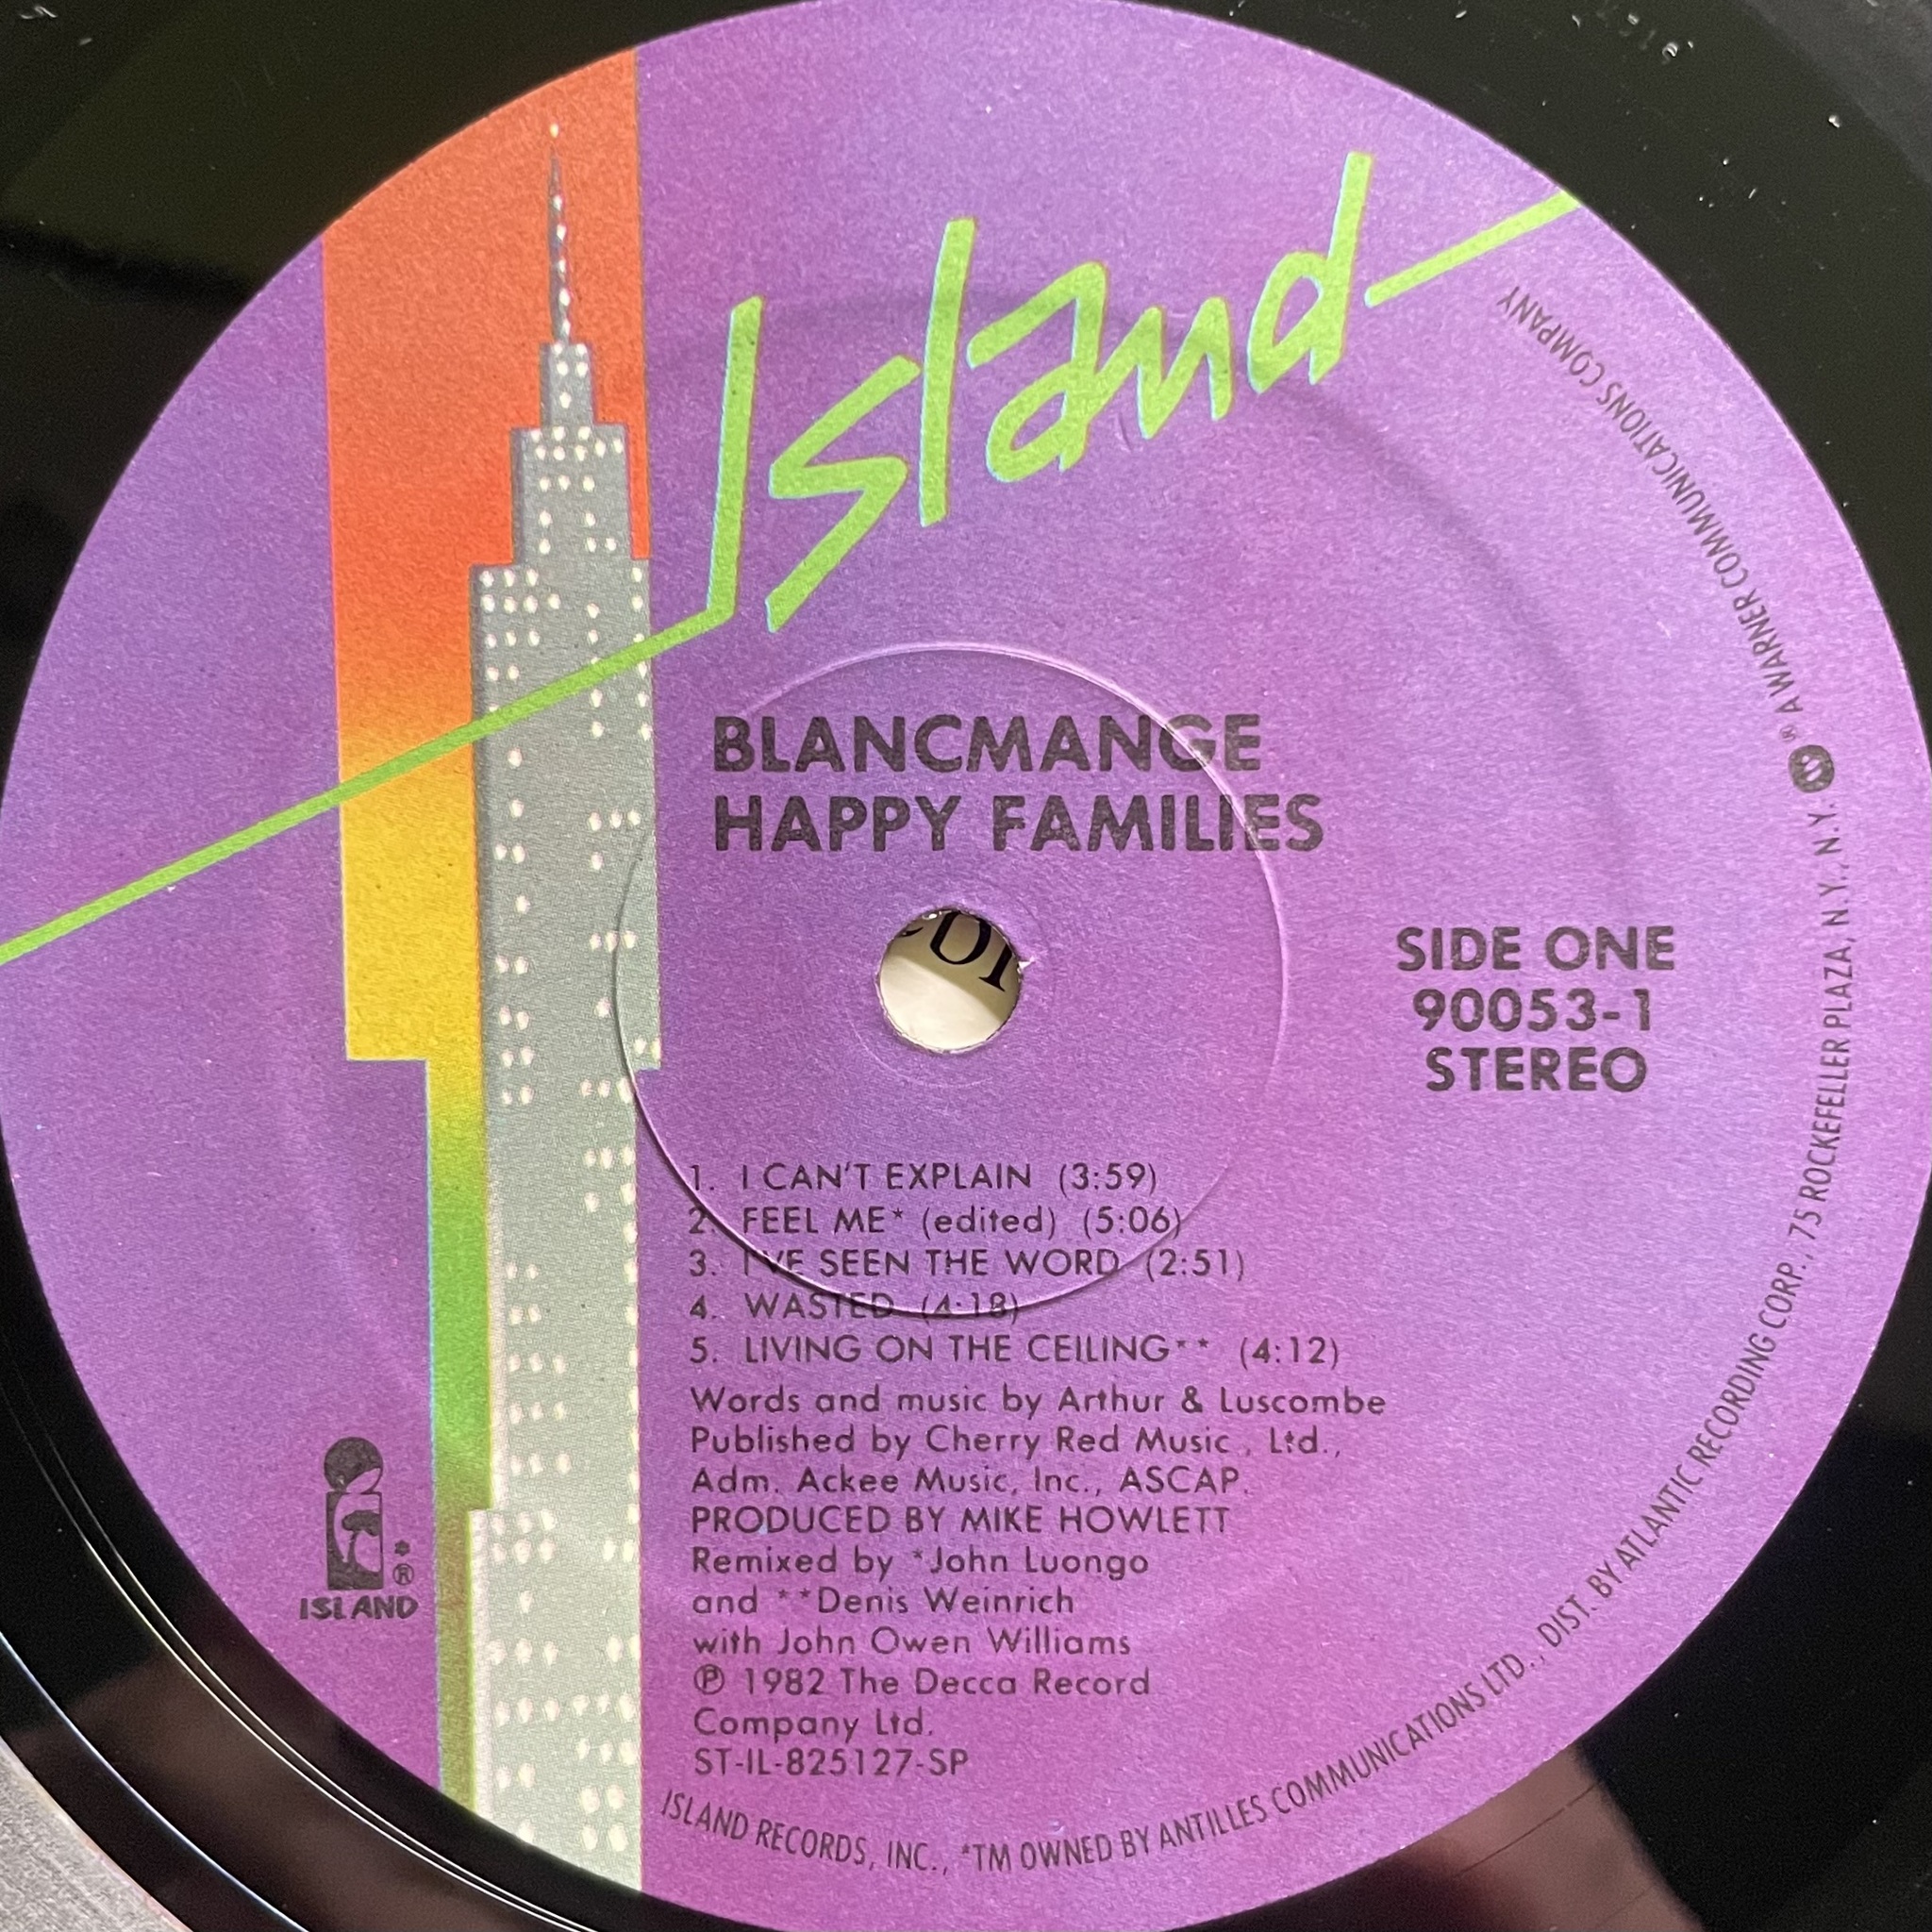 Island
BLANCMANGE
HAPPY FAMILIES
SIDE ONE
90053-1
STEREO
1. I CAN'T EXPLAIN (3:59)
2. FEEL ME* (edited) (5:06)
3. I'VE SEEN THE WORD (2:51)
4. WASTED (4:18)
5. LIVING ON THE CEILING** (4:12)
Words and music by Arthur & Luscombe
Published by Cherry Red Music, Ltd.,
Adm. Ackee Music, Inc., ASCAP.
PRODUCED BY MIKE HOWLETT
Remixed by *John Luongo
and **Denis Weinrich
with John Owen Williams
℗ 1982 The Decca Record
Company Ltd.
ST-IL-825127-SP
*®
ISLAND
ISLAND RECORDS, INC., *TM OWNED BY ANTILLES COMMUNICATIONS LTD., DIST. BY ATLANTIC RECORDING CORP., 75 ROCKEFELLER PLAZA, N.Y., N.Y. ® A WARNER COMMUNICATIONS COMPANY